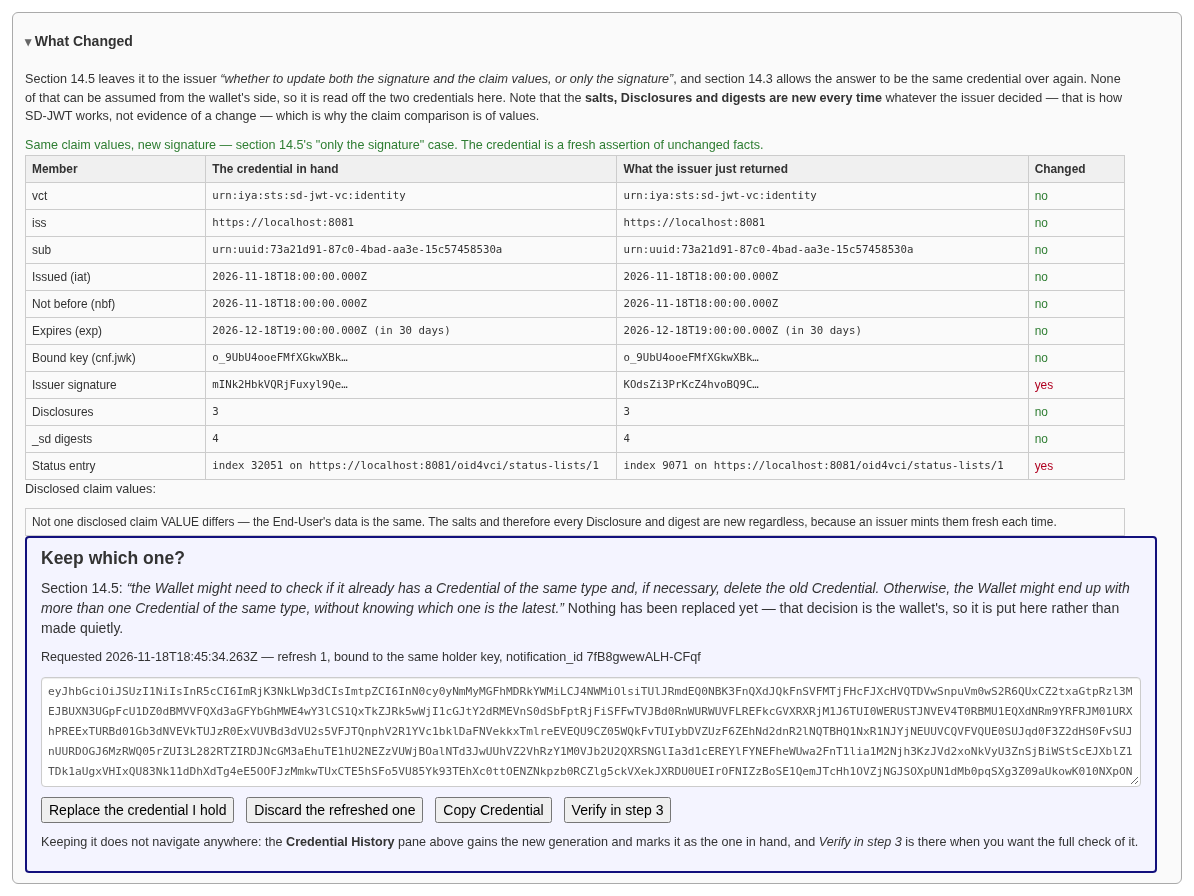 ▾ What Changed
Section 14.5 leaves it to the issuer “whether to update both the signature and the claim values, or only the signature”, and section 14.3 allows the answer to be the same credential over again. None
of that can be assumed from the wallet's side, so it is read off the two credentials here. Note that the salts, Disclosures and digests are new every time whatever the issuer decided — that is how
SD-JWT works, not evidence of a change — which is why the claim comparison is of values.
Same claim values, new signature — section 14.5's "only the signature" case. The credential is a fresh assertion of unchanged facts.
Member The credential in hand What the issuer just returned Changed
vct urn:iya:sts:sd-jwt-vc:identity urn:iya:sts:sd-jwt-vc:identity no
iss https://localhost:8081 https://localhost:8081 no
sub urn:uuid:73a21d91-87c0-4bad-aa3e-15c57458530a urn:uuid:73a21d91-87c0-4bad-aa3e-15c57458530a no
Issued (iat) 2026-11-18T18:00:00.000Z 2026-11-18T18:00:00.000Z no
Not before (nbf) 2026-11-18T18:00:00.000Z 2026-11-18T18:00:00.000Z no
Expires (exp) 2026-12-18T19:00:00.000Z (in 30 days) 2026-12-18T19:00:00.000Z (in 30 days) no
Bound key (cnf.jwk) o_9UbU4ooeFMfXGkwXBk… o_9UbU4ooeFMfXGkwXBk… no
Issuer signature mINk2HbkVQRjFuxyl9Qe… KOdsZi3PrKcZ4hvoBQ9C… yes
Disclosures 3 3 no
_sd digests 4 4 no
Status entry index 32051 on https://localhost:8081/oid4vci/status-lists/1 index 9071 on https://localhost:8081/oid4vci/status-lists/1 yes
Disclosed claim values:
Not one disclosed claim VALUE differs — the End-User's data is the same. The salts and therefore every Disclosure and digest are new regardless, because an issuer mints them fresh each time.
Keep which one?
Section 14.5: “the Wallet might need to check if it already has a Credential of the same type and, if necessary, delete the old Credential. Otherwise, the Wallet might end up with
more than one Credential of the same type, without knowing which one is the latest.” Nothing has been replaced yet — that decision is the wallet's, so it is put here rather than
made quietly.
Requested 2026-11-18T18:45:34.263Z — refresh 1, bound to the same holder key, notification_id 7fB8gwewALH-CFqf
Replace the credential I hold Discard the refreshed one Copy Credential Verify in step 3
Keeping it does not navigate anywhere: the Credential History pane above gains the new generation and marks it as the one in hand, and Verify in step 3 is there when you want the full check of it.